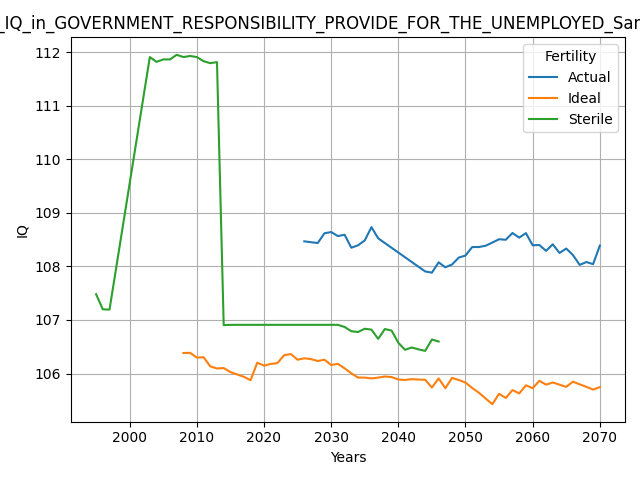 _IQ_in_GOVERNMENT_RESPONSIBILITY_PROVIDE_FOR_THE_UNEMPLOYED_Sar
112
111
110
109
108
107
106
IQ
Fertility
Actual
Ideal
Sterile
2000 2010 2020 2030 2040 2050 2060 2070
Years